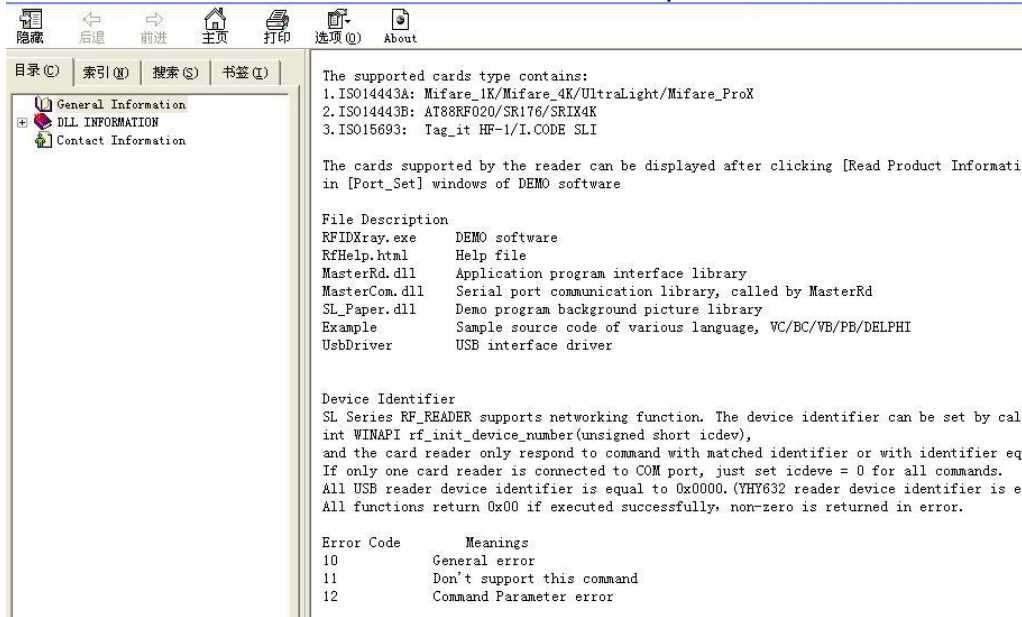 隐藏 后退 前进 主页 打印 选项(O) About
目录(C) 索引(N) 搜索(S) 书签(I)
General Information
DLL INFORMATION
Contact Information
The supported cards type contains:
1.ISO14443A: Mifare_1K/Mifare_4K/UltraLight/Mifare_ProX
2.ISO14443B: AT88RF020/SR176/SRIX4K
3.ISO15693: Tag_it HF-1/I.CODE SLI
The cards supported by the reader can be displayed after clicking [Read Product Informati
in [Port_Set] windows of DEMO software
File Description
RFIDXray.exe DEMO software
RfHelp.html Help file
MasterRd.dll Application program interface library
MasterCom.dll Serial port communication library, called by MasterRd
SL_Paper.dll Demo program background picture library
Example Sample source code of various language, VC/BC/VB/PB/DELPHI
UsbDriver USB interface driver
Device Identifier
SL Series RF_READER supports networking function. The device identifier can be set by cal
int WINAPI rf_init_device_number(unsigned short icdev),
and the card reader only respond to command with matched identifier or with identifier eq
If only one card reader is connected to COM port, just set icdeve = 0 for all commands.
All USB reader device identifier is equal to 0x0000.(YHY632 reader device identifier is e
All functions return 0x00 if executed successfully, non-zero is returned in error.
Error Code Meanings
10 General error
11 Don't support this command
12 Command Parameter error